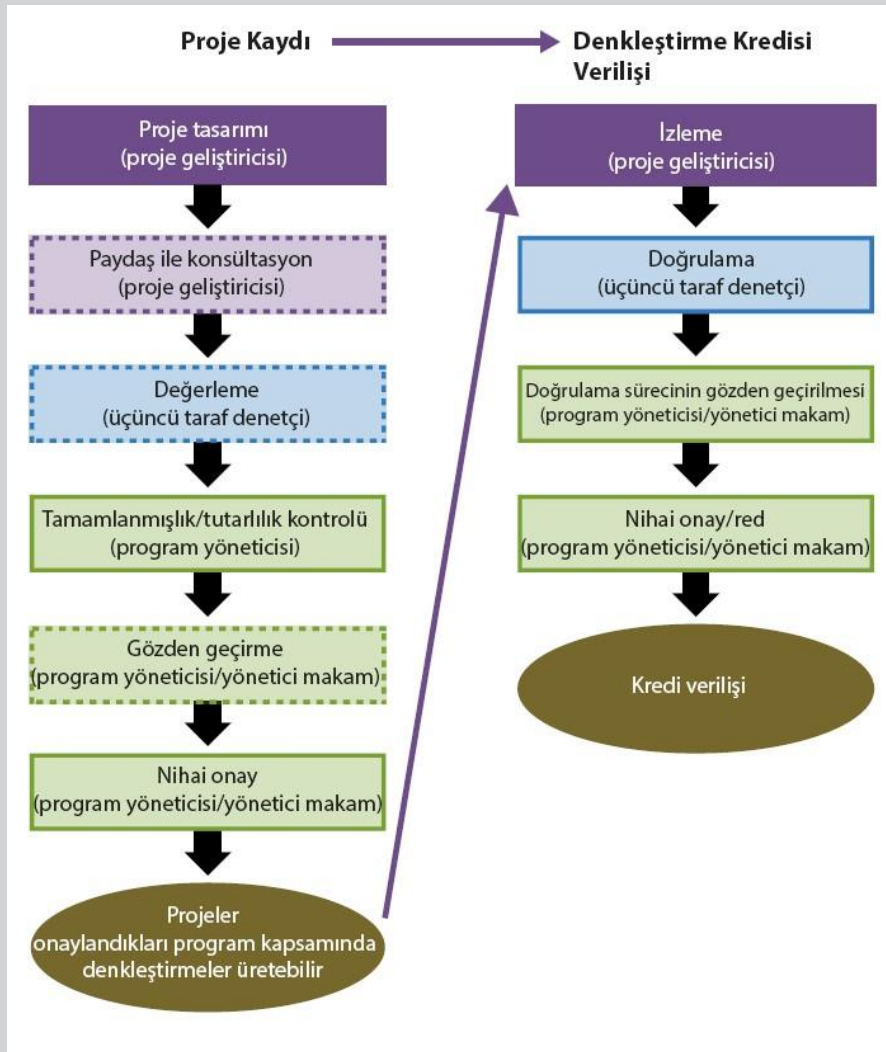 Proje Kaydı
Denkleştirme Kredisi
Verilişi
Proje tasarımı
(proje geliştiricisi)
Paydaş ile konsültasyon
(proje geliştiricisi)
Değerleme
(üçüncü taraf denetçi)
Tamamlanmışlık/tutarlılık kontrolü
(program yöneticisi)
Gözden geçirme
(program yöneticisi/yönetici makam)
Nihai onay
(program yöneticisi/yönetici makam)
Projeler
onaylandıkları program kapsamında
denkleştirmeler üretebilir
İzleme
(proje geliştiricisi)
Doğrulama
(üçüncü taraf denetçi)
Doğrulama sürecinin gözden geçirilmesi
(program yöneticisi/yönetici makam)
Nihai onay/red
(program yöneticisi/yönetici makam)
Kredi verilişi